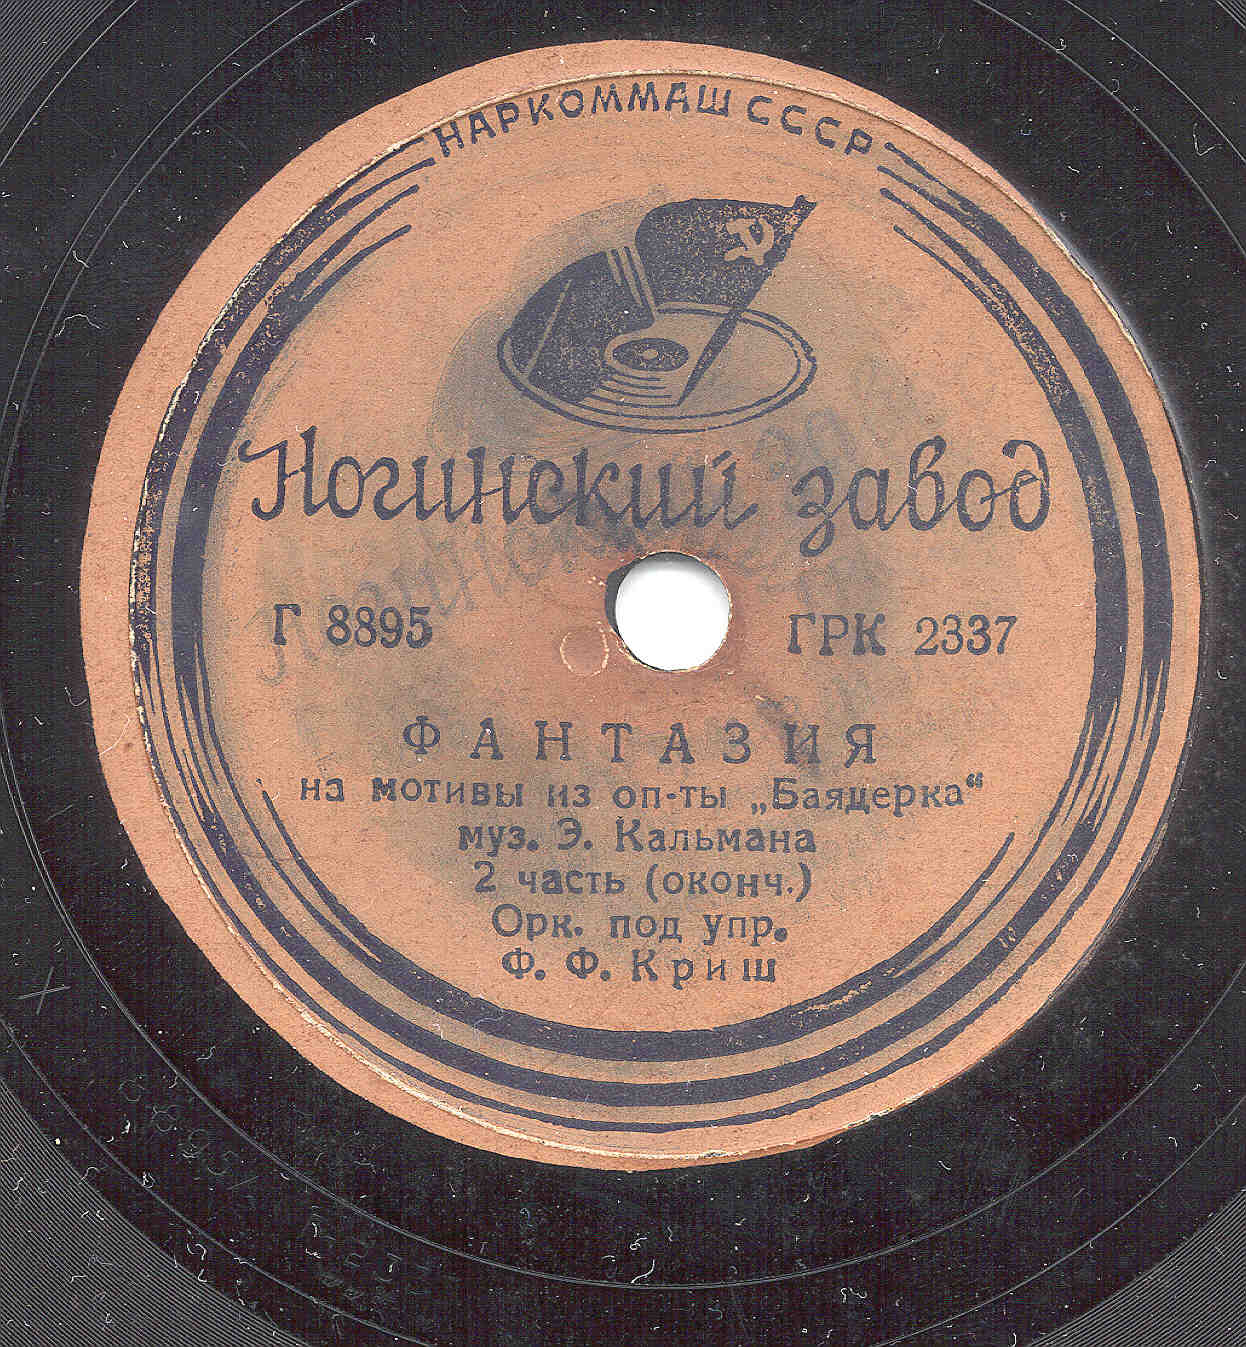 НАРКОММАШ СССР
Ногинский завод
Г 8895
ГРК 2337
ФАНТАЗИЯ
на мотивы из оп-ты „Баядерка“
муз. Э. Кальмана
2 часть (оконч.)
Орк. под упр.
Ф. Ф. Криш